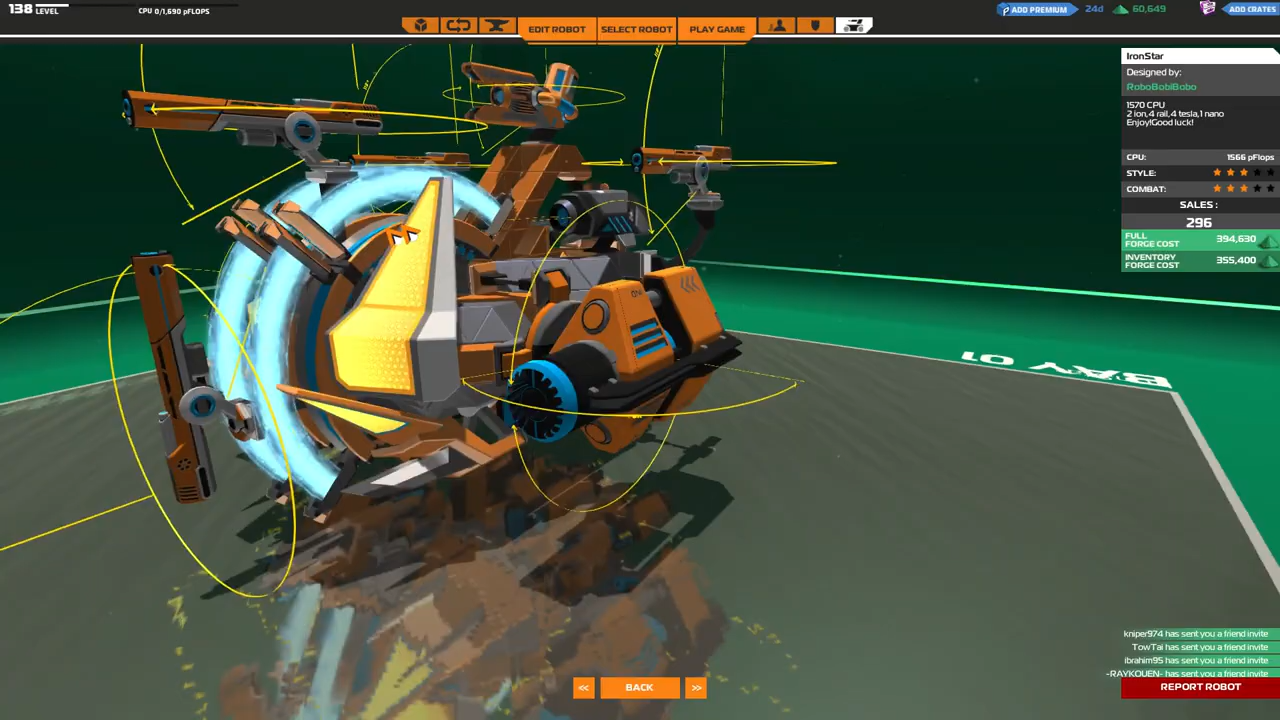 138 LEVEL
CPU 0/1,690 pFLOPS
EDIT ROBOT
SELECT ROBOT
PLAY GAME
ADD PREMIUM
24d
60,649
ADD CRATES
IronStar
Designed by:
RoboBobiBobo
1570 CPU
2 ion,4 rail,4 tesla,1 nano
Enjoy!Good luck!
CPU: 1566 pFlops
STYLE:
COMBAT:
SALES :
296
FULL FORGE COST 394,630
INVENTORY FORGE COST 355,400
BAY 01
kniper974 has sent you a friend invite
TowTai has sent you a friend invite
ibrahim95 has sent you a friend invite
-RAYKOUEN- has sent you a friend invite
REPORT ROBOT
<<
BACK
>>